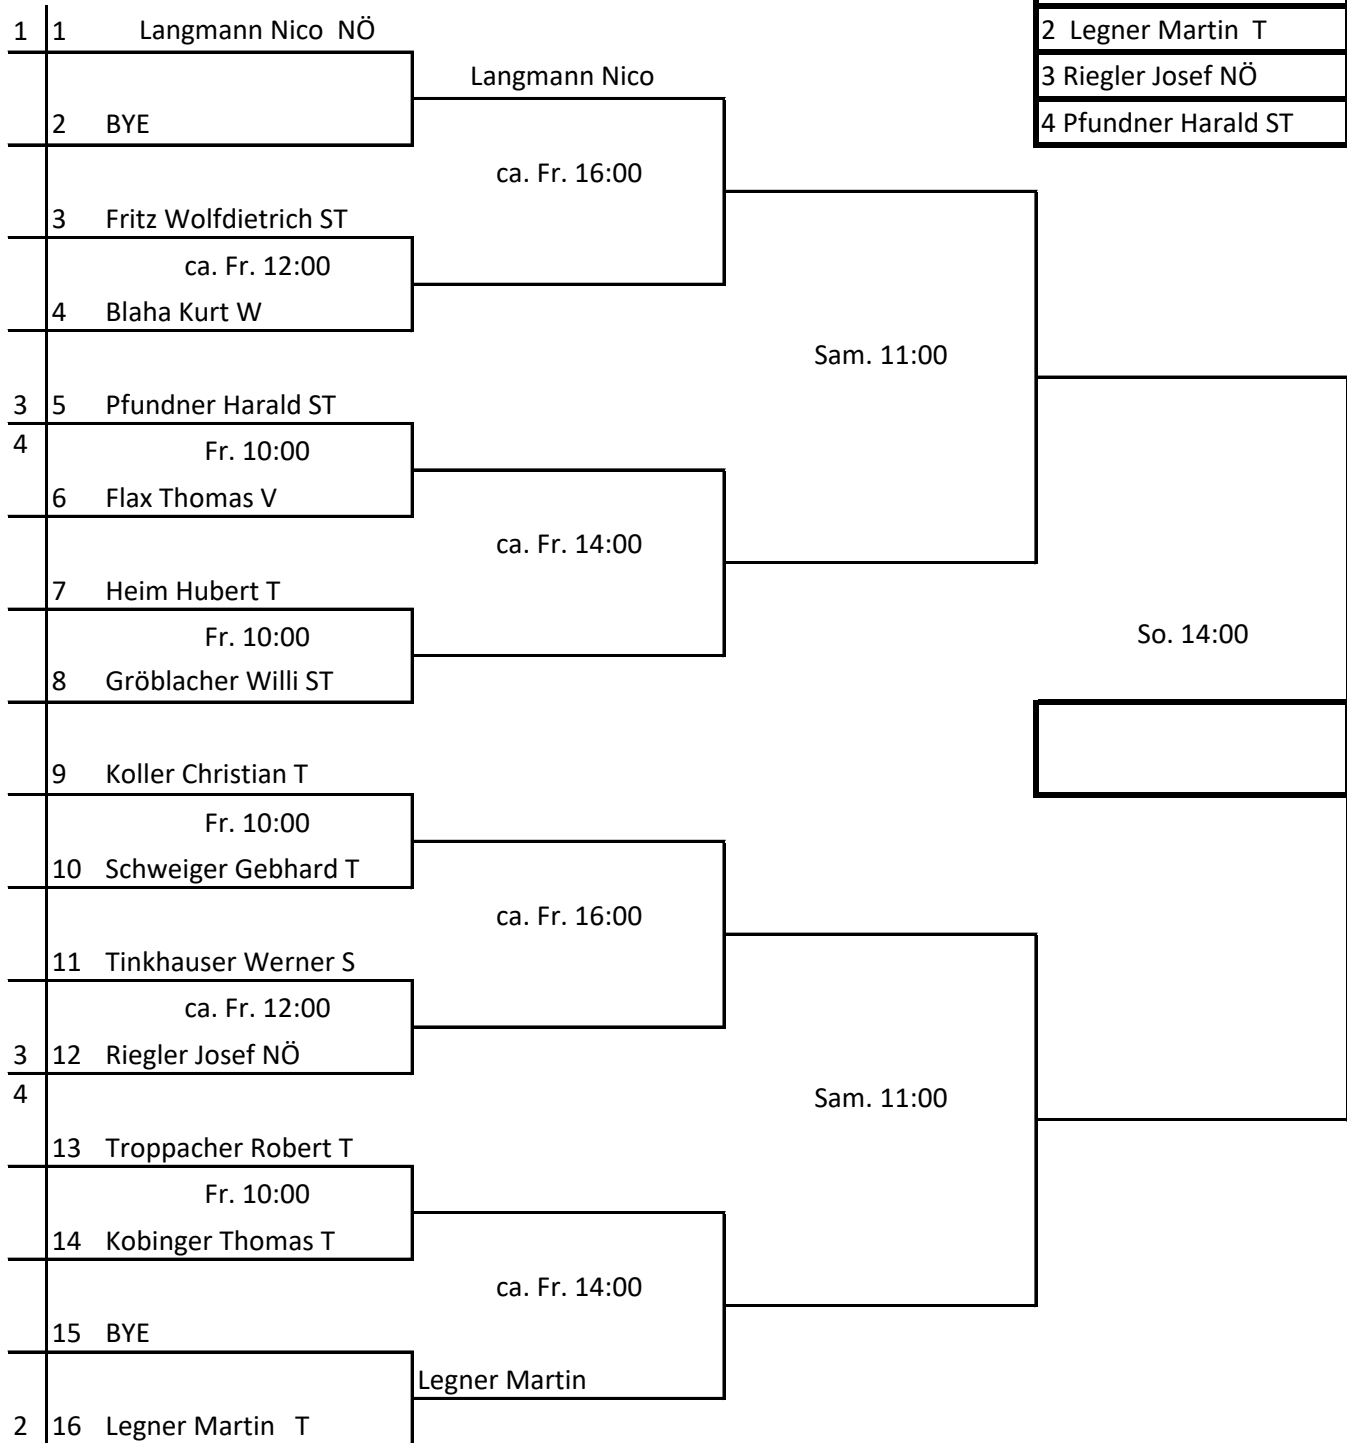 1 1 Langmann Nico NÖ
2 Legner Martin T
Langmann Nico
3 Riegler Josef NÖ
2 BYE
4 Pfundner Harald ST
ca. Fr. 16:00
3 Fritz Wolfdietrich ST
ca. Fr. 12:00
4 Blaha Kurt W
Sam. 11:00
3 5 Pfundner Harald ST
4
Fr. 10:00
6 Flax Thomas V
ca. Fr. 14:00
7 Heim Hubert T
Fr. 10:00
So. 14:00
8 Gröblacher Willi ST
9 Koller Christian T
Fr. 10:00
10 Schweiger Gebhard T
ca. Fr. 16:00
11 Tinkhauser Werner S
ca. Fr. 12:00
3 12 Riegler Josef NÖ
4
Sam. 11:00
13 Troppacher Robert T
Fr. 10:00
14 Kobinger Thomas T
ca. Fr. 14:00
15 BYE
Legner Martin
2 16 Legner Martin T